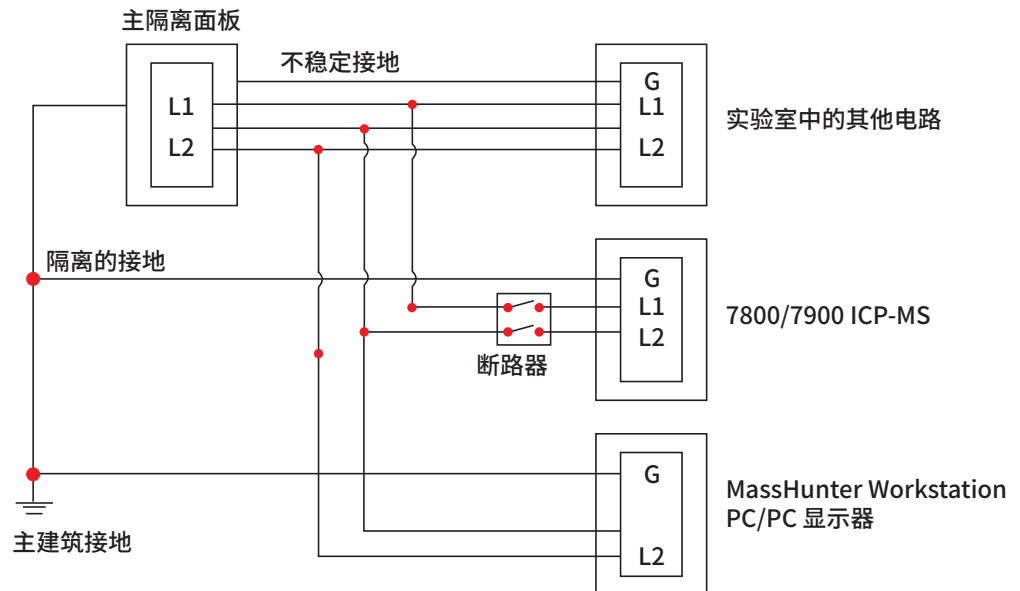 主隔离面板
不稳定接地
L1
L2
G
L1
L2
实验室中的其他电路
隔离的接地
G
L1
L2
7800/7900 ICP-MS
断路器
G
L2
MassHunter Workstation
PC/PC 显示器
主建筑接地